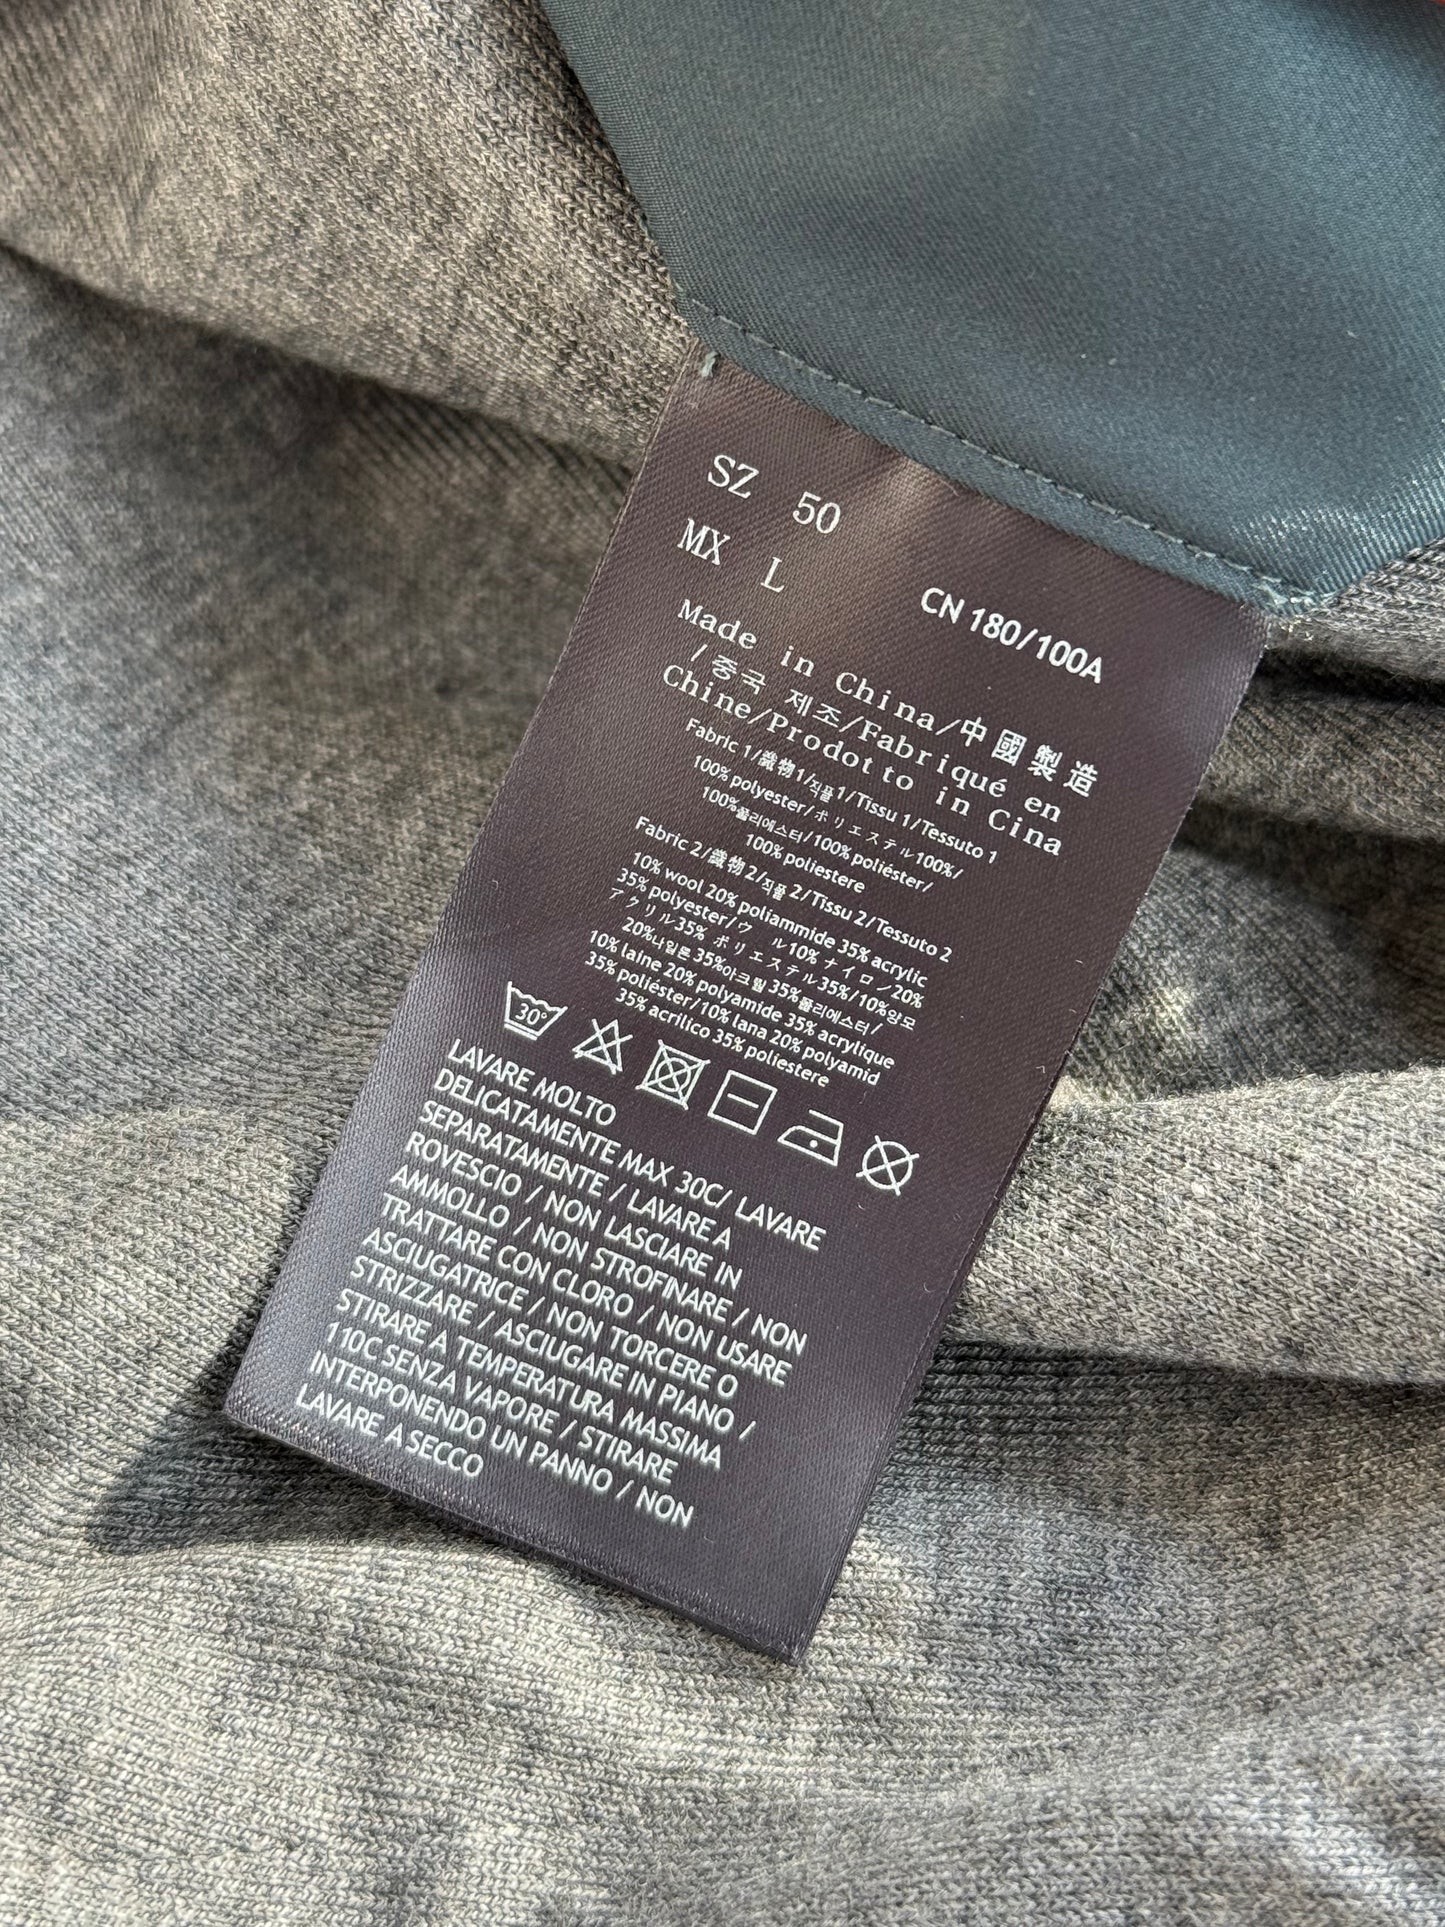 SZ 50
MX L
CN 180/100A
Made in China/中國製造
/중국 제조/Fabriqué en
Chine/Prodotto in Cina
Fabric 1/織物1/직물1/Tissu 1/Tessuto 1
100% polyester/ポリエステル100%/
100%폴리에스터/100% poliéster/
100% poliestere
Fabric 2/織物2/직물 2/Tissu 2/Tessuto 2
10% wool 20% poliammide 35% acrylic
35% polyester/ウール10% ナイロン20%
アクリル35% ポリエステル35%/10%양모
20%나일론 35%아크릴 35%폴리에스터/
10% laine 20% polyamide 35% acrylique
35% poliéster/10% lana 20% polyamid
35% acrilico 35% poliestere
30°
LAVARE MOLTO
DELICATAMENTE MAX 30C/ LAVARE
SEPARATAMENTE / LAVARE A
ROVESCIO / NON LASCIARE IN
AMMOLLO / NON STROFINARE / NON
TRATTARE CON CLORO / NON USARE
ASCIUGATRICE / NON TORCERE O
STRIZZARE / ASCIUGARE IN PIANO /
STIRARE A TEMPERATURA MASSIMA
110C SENZA VAPORE / STIRARE
INTERPONENDO UN PANNO / NON
LAVARE A SECCO